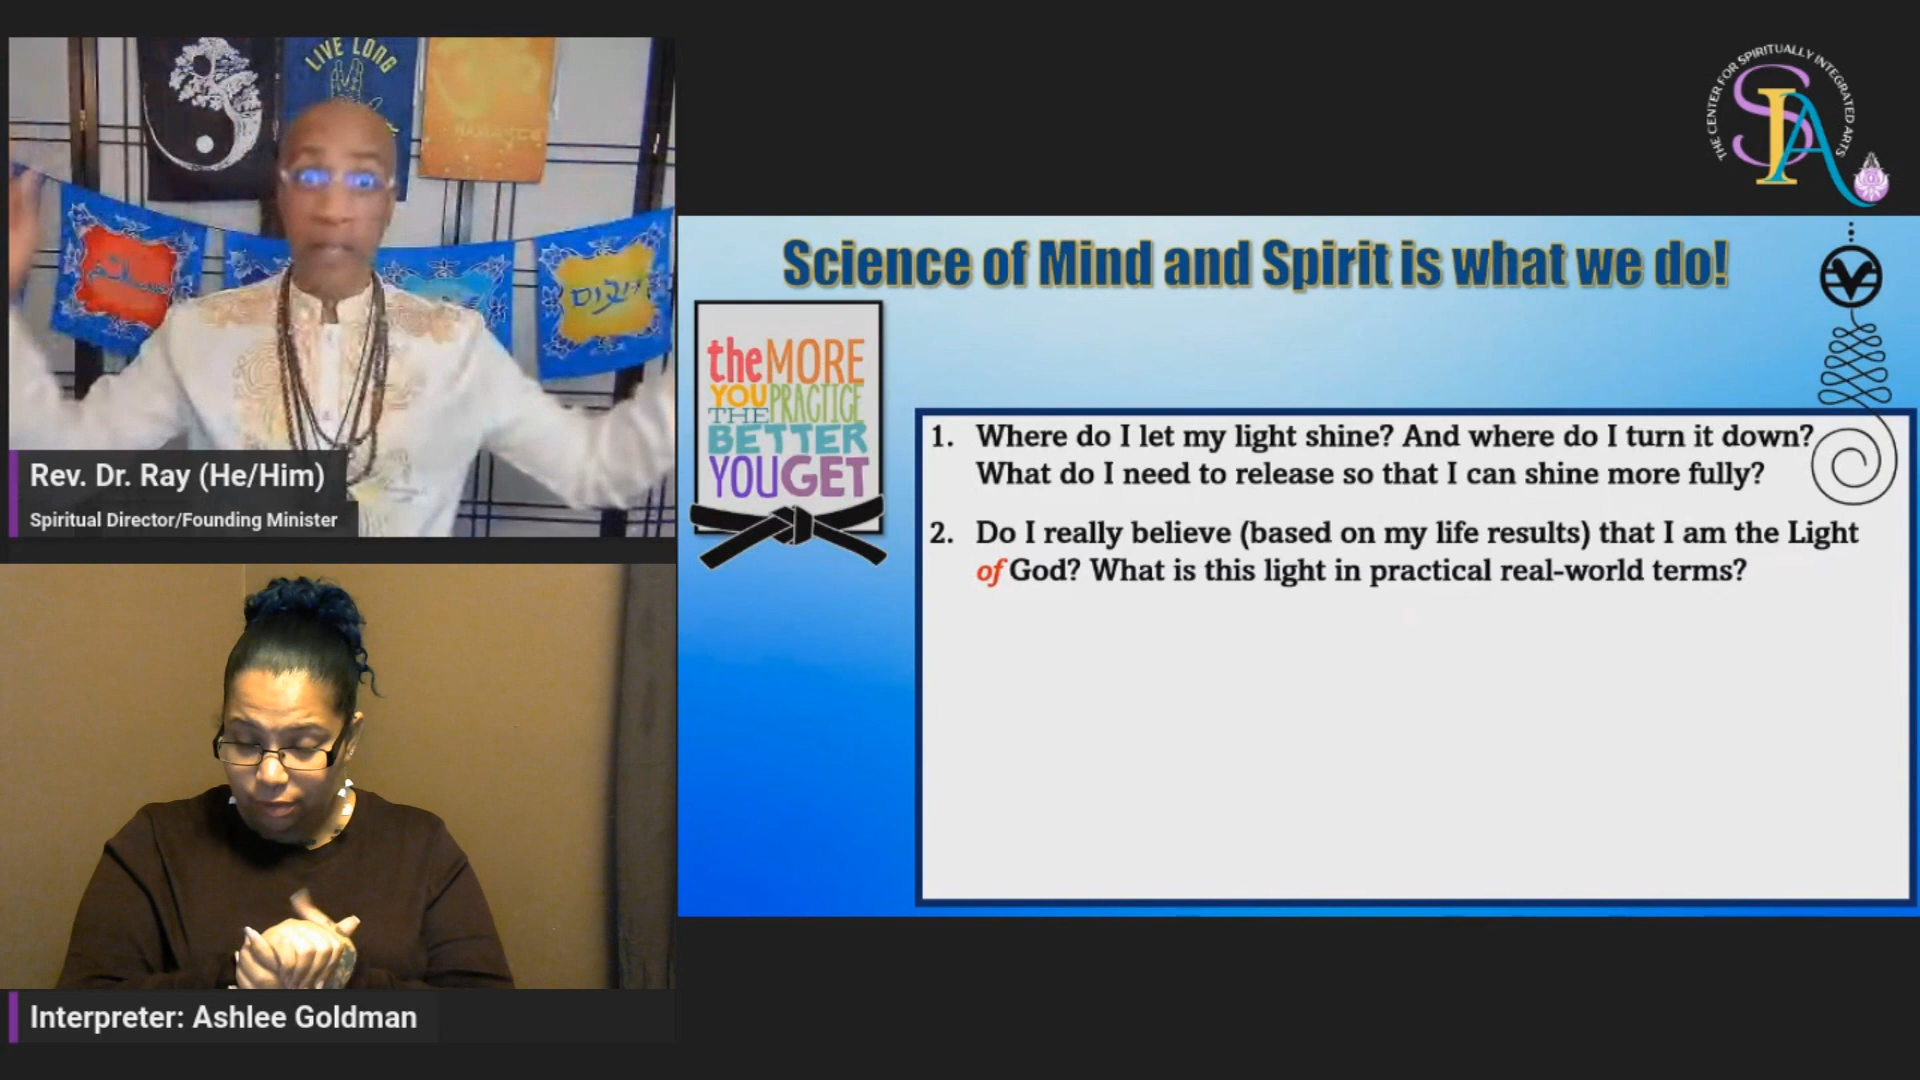 LIVE LONG
سلام
שלום
Rev. Dr. Ray (He/Him)
Spiritual Director/Founding Minister
Interpreter: Ashlee Goldman
THE CENTER FOR SPIRITUALLY INTEGRATED ARTS
SIA
Science of Mind and Spirit is what we do!
the MORE
YOU PRACTICE
THE
BETTER
YOU GET
1. Where do I let my light shine? And where do I turn it down?
What do I need to release so that I can shine more fully?
2. Do I really believe (based on my life results) that I am the Light
of God? What is this light in practical real-world terms?